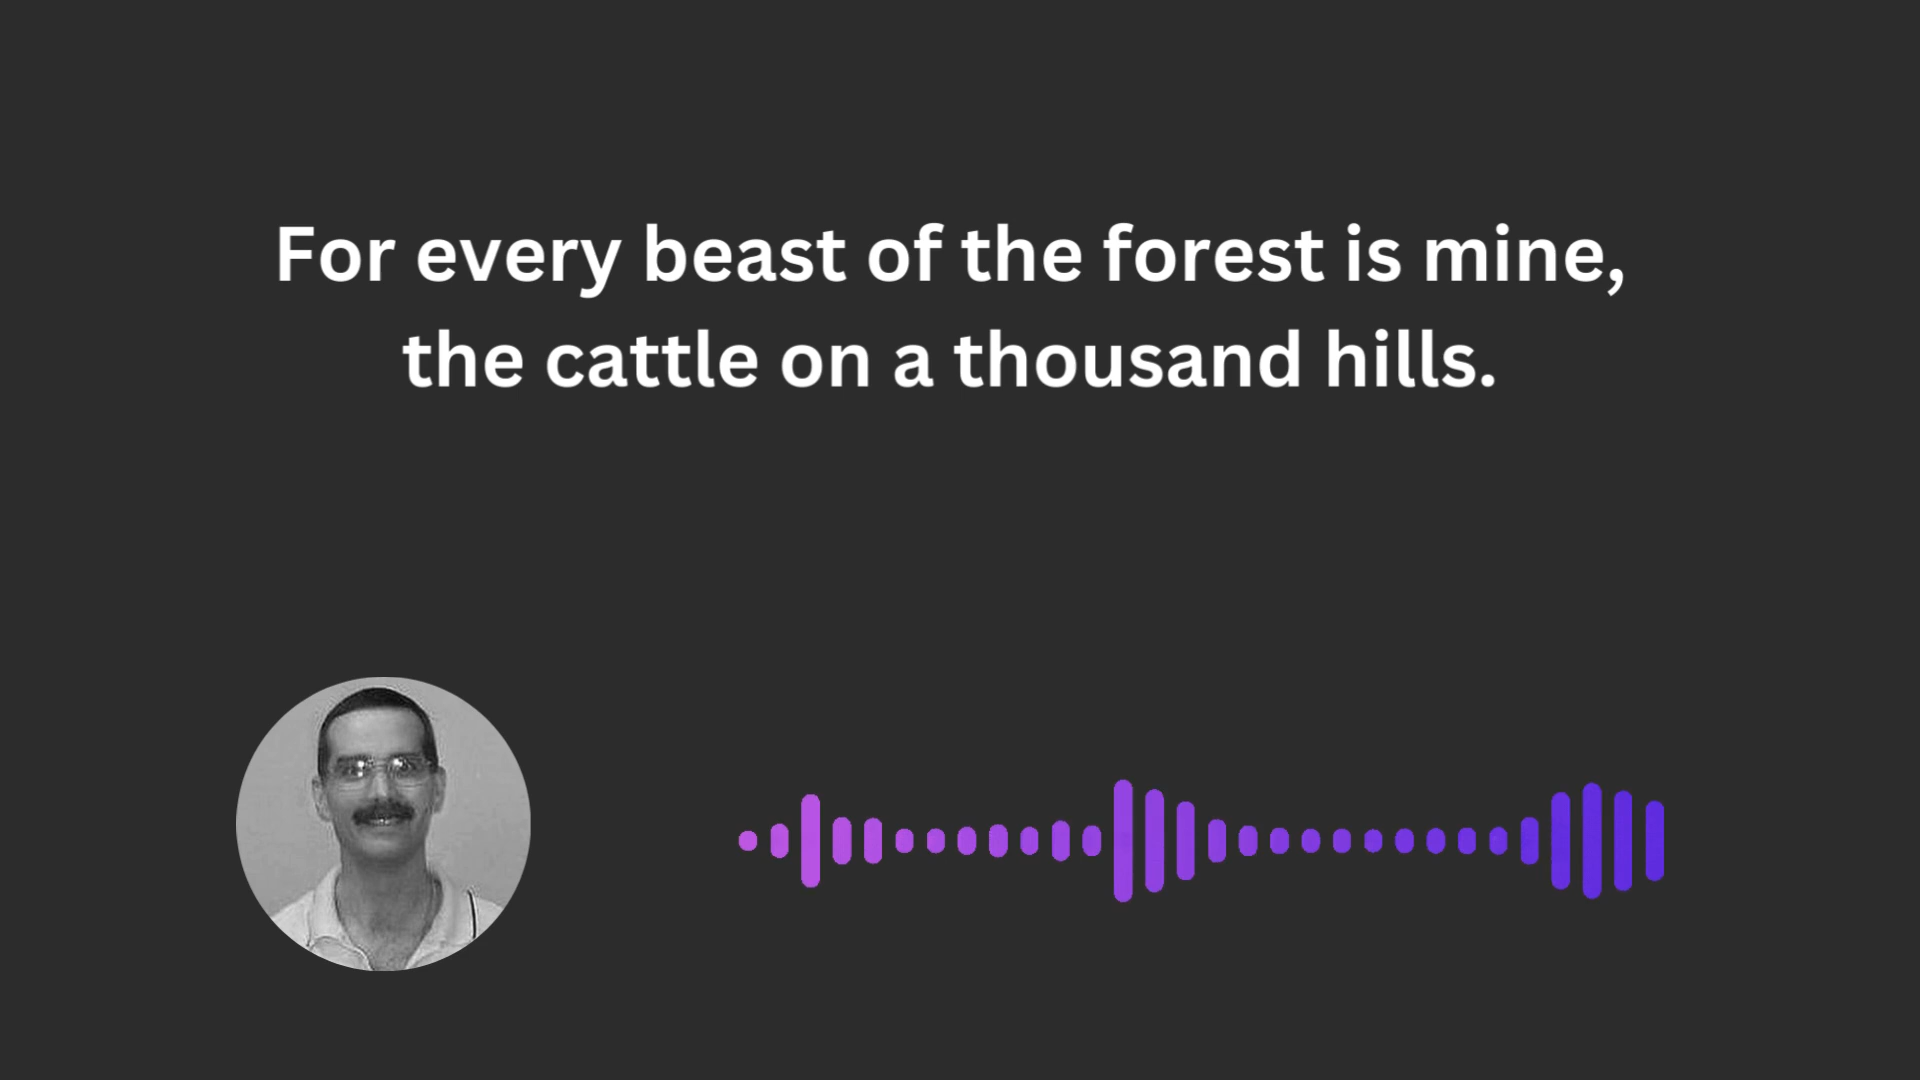 For every beast of the forest is mine,
the cattle on a thousand hills.